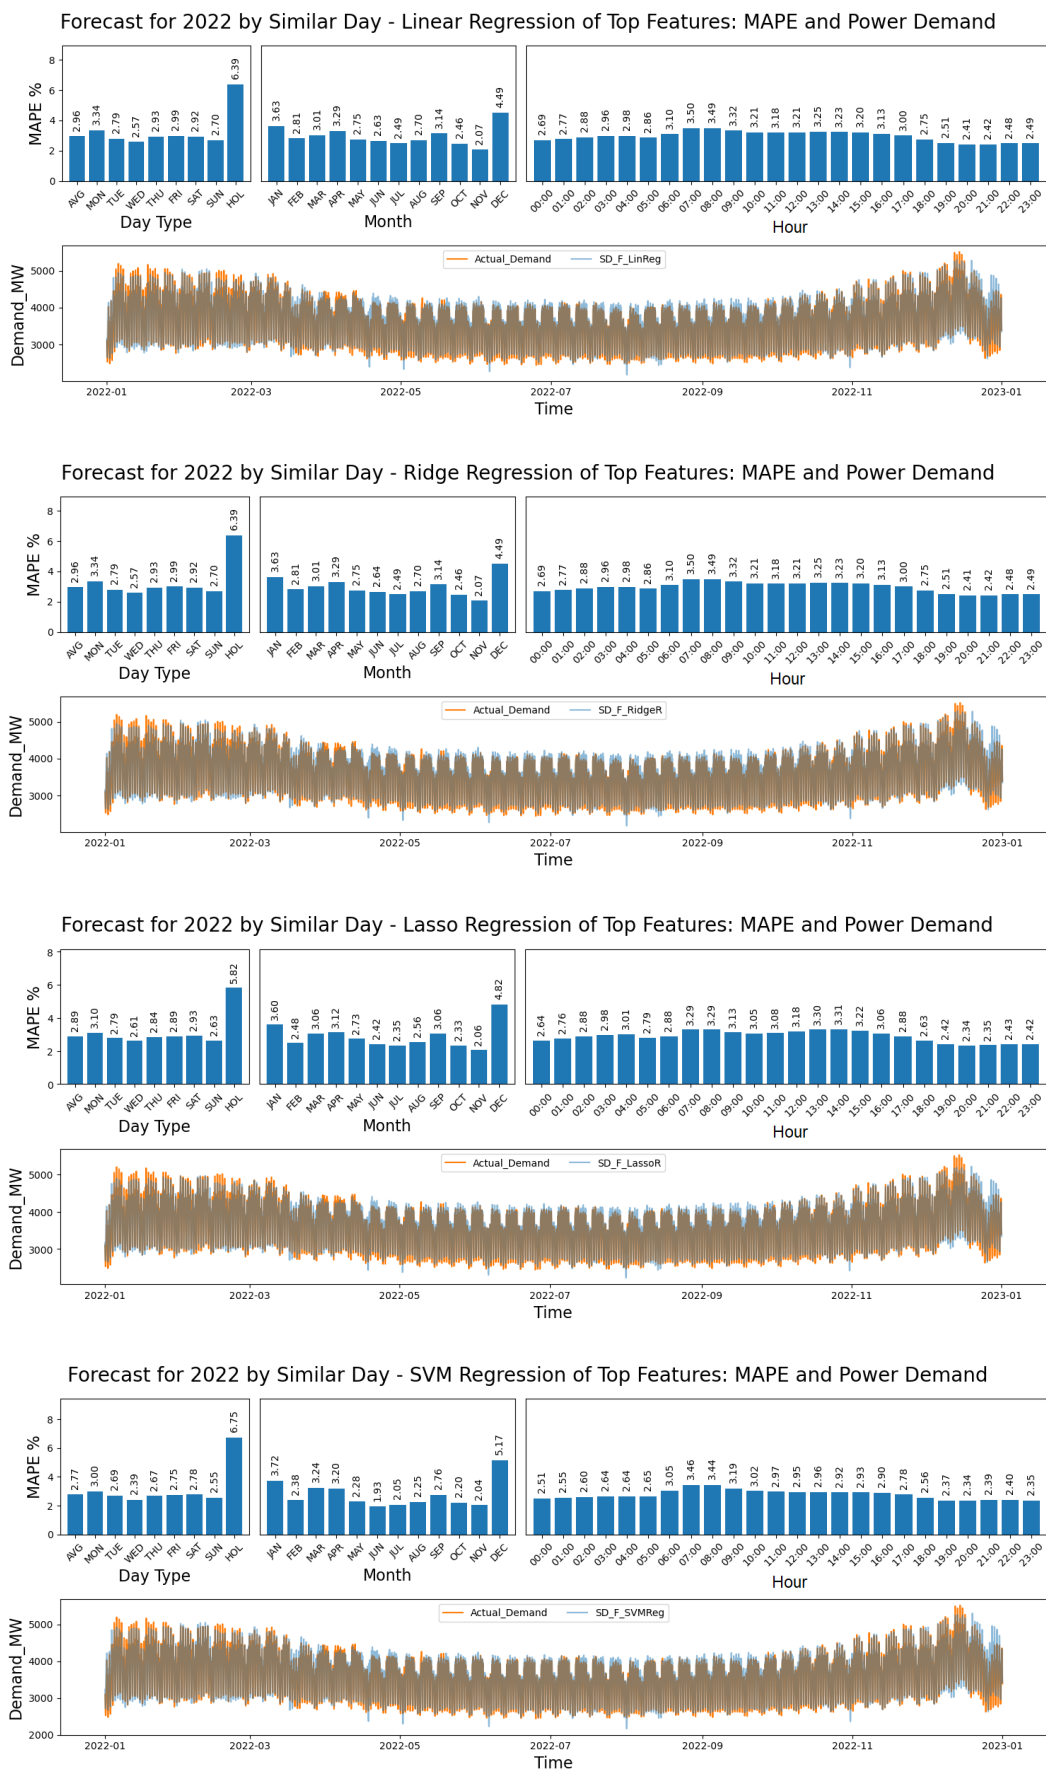 Forecast for 2022 by Similar Day - Linear Regression of Top Features: MAPE and Power Demand
MAPE %
8
6
4
2
0
2.96 3.34 2.79 2.57 2.93 2.99 2.92 2.70 6.39
AVG MON TUE WED THU FRI SAT SUN HOL
Day Type
3.63 2.81 3.01 3.29 2.75 2.63 2.49 2.70 3.14 2.46 2.07 4.49
JAN FEB MAR APR MAY JUN JUL AUG SEP OCT NOV DEC
Month
2.69 2.77 2.88 2.96 2.98 2.86 3.10 3.50 3.49 3.32 3.21 3.18 3.21 3.25 3.23 3.20 3.13 3.00 2.75 2.51 2.41 2.42 2.48 2.49
00:00 01:00 02:00 03:00 04:00 05:00 06:00 07:00 08:00 09:00 10:00 11:00 12:00 13:00 14:00 15:00 16:00 17:00 18:00 19:00 20:00 21:00 22:00 23:00
Hour
Demand_MW
5000
4000
3000
Actual_Demand SD_F_LinReg
2022-01 2022-03 2022-05 2022-07 2022-09 2022-11 2023-01
Time
Forecast for 2022 by Similar Day - Ridge Regression of Top Features: MAPE and Power Demand
MAPE %
8
6
4
2
0
2.96 3.34 2.79 2.57 2.93 2.99 2.92 2.70 6.39
AVG MON TUE WED THU FRI SAT SUN HOL
Day Type
3.63 2.81 3.01 3.29 2.75 2.64 2.49 2.70 3.14 2.46 2.07 4.49
JAN FEB MAR APR MAY JUN JUL AUG SEP OCT NOV DEC
Month
2.69 2.77 2.88 2.96 2.98 2.86 3.10 3.50 3.49 3.32 3.21 3.18 3.21 3.25 3.23 3.20 3.13 3.00 2.75 2.51 2.41 2.42 2.48 2.49
00:00 01:00 02:00 03:00 04:00 05:00 06:00 07:00 08:00 09:00 10:00 11:00 12:00 13:00 14:00 15:00 16:00 17:00 18:00 19:00 20:00 21:00 22:00 23:00
Hour
Demand_MW
5000
4000
3000
Actual_Demand SD_F_RidgeR
2022-01 2022-03 2022-05 2022-07 2022-09 2022-11 2023-01
Time
Forecast for 2022 by Similar Day - Lasso Regression of Top Features: MAPE and Power Demand
MAPE %
8
6
4
2
0
2.89 3.10 2.79 2.61 2.84 2.89 2.93 2.63 5.82
AVG MON TUE WED THU FRI SAT SUN HOL
Day Type
3.60 2.48 3.06 3.12 2.73 2.42 2.35 2.56 3.06 2.33 2.06 4.82
JAN FEB MAR APR MAY JUN JUL AUG SEP OCT NOV DEC
Month
2.64 2.76 2.88 2.98 3.01 2.79 2.88 3.29 3.29 3.13 3.05 3.08 3.18 3.30 3.31 3.22 3.06 2.88 2.63 2.42 2.34 2.35 2.43 2.42
00:00 01:00 02:00 03:00 04:00 05:00 06:00 07:00 08:00 09:00 10:00 11:00 12:00 13:00 14:00 15:00 16:00 17:00 18:00 19:00 20:00 21:00 22:00 23:00
Hour
Demand_MW
5000
4000
3000
Actual_Demand SD_F_LassoR
2022-01 2022-03 2022-05 2022-07 2022-09 2022-11 2023-01
Time
Forecast for 2022 by Similar Day - SVM Regression of Top Features: MAPE and Power Demand
MAPE %
8
6
4
2
0
2.77 3.00 2.69 2.39 2.67 2.75 2.78 2.55 6.75
AVG MON TUE WED THU FRI SAT SUN HOL
Day Type
3.72 2.38 3.24 3.20 2.28 1.93 2.05 2.25 2.76 2.20 2.04 5.17
JAN FEB MAR APR MAY JUN JUL AUG SEP OCT NOV DEC
Month
2.51 2.55 2.60 2.64 2.64 2.65 3.05 3.46 3.44 3.19 3.02 2.97 2.95 2.96 2.92 2.93 2.90 2.78 2.56 2.37 2.34 2.39 2.40 2.35
00:00 01:00 02:00 03:00 04:00 05:00 06:00 07:00 08:00 09:00 10:00 11:00 12:00 13:00 14:00 15:00 16:00 17:00 18:00 19:00 20:00 21:00 22:00 23:00
Hour
Demand_MW
5000
4000
3000
2000
Actual_Demand SD_F_SVMReg
2022-01 2022-03 2022-05 2022-07 2022-09 2022-11 2023-01
Time